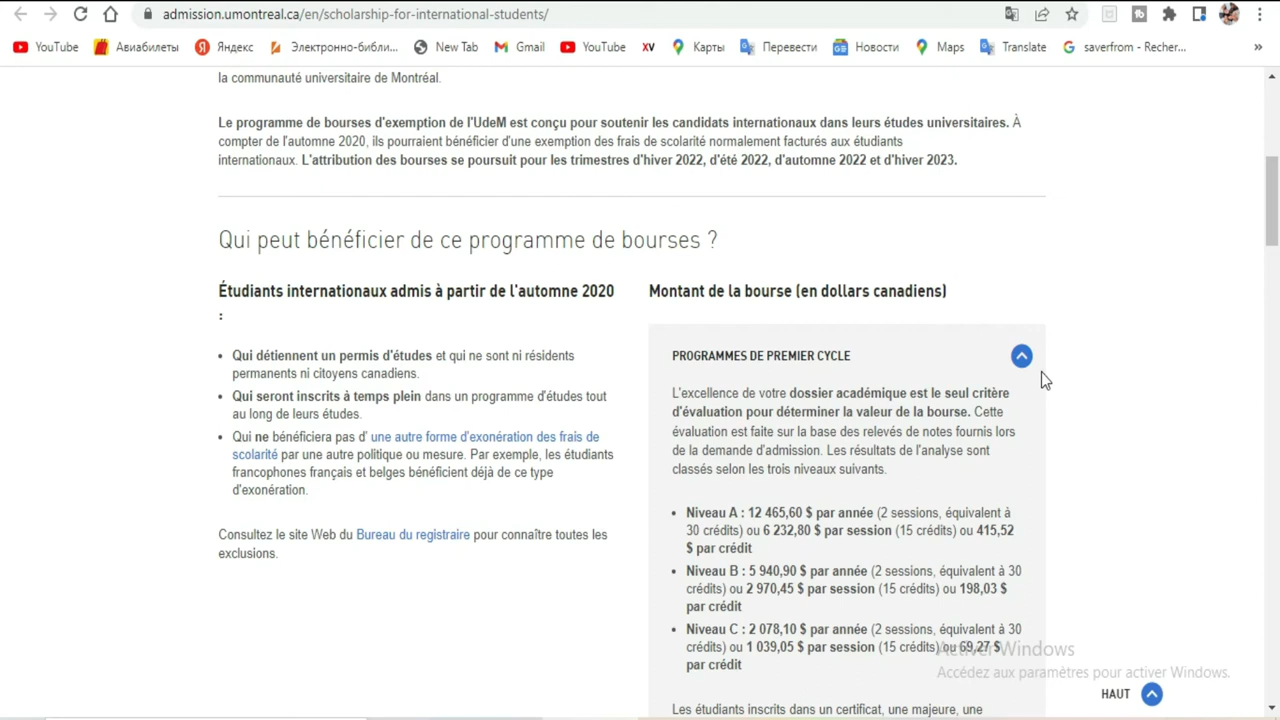 admission.umontreal.ca/en/scholarship-for-international-students/
YouTube Авиабилеты Яндекс Электронно-библи... New Tab Gmail YouTube XV Карты Перевести Новости Maps Translate saverfrom - Recher... »
la communauté universitaire de Montréal.
Le programme de bourses d'exemption de l'UdeM est conçu pour soutenir les candidats internationaux dans leurs études universitaires. À
compter de l'automne 2020, ils pourraient bénéficier d'une exemption des frais de scolarité normalement facturés aux étudiants
internationaux. L'attribution des bourses se poursuit pour les trimestres d'hiver 2022, d'été 2022, d'automne 2022 et d'hiver 2023.
Qui peut bénéficier de ce programme de bourses ?
Étudiants internationaux admis à partir de l'automne 2020
:
• Qui détiennent un permis d'études et qui ne sont ni résidents
permanents ni citoyens canadiens.
• Qui seront inscrits à temps plein dans un programme d'études tout
au long de leurs études.
• Qui ne bénéficiera pas d' une autre forme d'exonération des frais de
scolarité par une autre politique ou mesure. Par exemple, les étudiants
francophones français et belges bénéficient déjà de ce type
d'exonération.
Consultez le site Web du Bureau du registraire pour connaître toutes les
exclusions.
Montant de la bourse (en dollars canadiens)
PROGRAMMES DE PREMIER CYCLE
L'excellence de votre dossier académique est le seul critère
d'évaluation pour déterminer la valeur de la bourse. Cette
évaluation est faite sur la base des relevés de notes fournis lors
de la demande d'admission. Les résultats de l'analyse sont
classés selon les trois niveaux suivants.
• Niveau A : 12 465,60 $ par année (2 sessions, équivalent à
30 crédits) ou 6 232,80 $ par session (15 crédits) ou 415,52
$ par crédit
• Niveau B : 5 940,90 $ par année (2 sessions, équivalent à 30
crédits) ou 2 970,45 $ par session (15 crédits) ou 198,03 $
par crédit
• Niveau C : 2 078,10 $ par année (2 sessions, équivalent à 30
crédits) ou 1 039,05 $ par session (15 crédits) ou 69,27 $
par crédit
Les étudiants inscrits dans un certificat, une majeure, une
Activer Windows
Accédez aux paramètres pour activer Windows.
HAUT